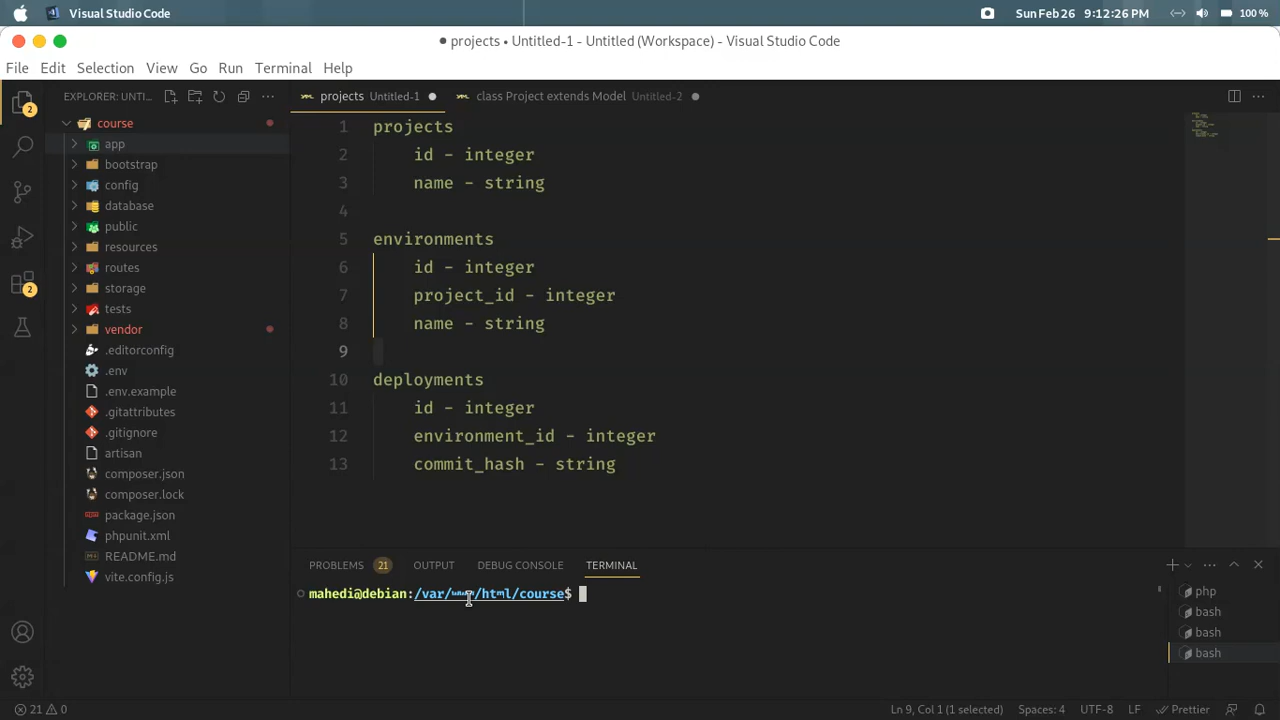 Visual Studio Code
Sun Feb 26 9:12:26 PM
100 %
projects • Untitled-1 - Untitled (Workspace) - Visual Studio Code
File Edit Selection View Go Run Terminal Help
EXPLORER: UNTI...
projects Untitled-1
class Project extends Model Untitled-2
2
course
app
bootstrap
config
database
public
resources
routes
storage
tests
vendor
.editorconfig
.env
.env.example
.gitattributes
.gitignore
artisan
composer.json
composer.lock
package.json
phpunit.xml
README.md
vite.config.js
2
1 projects
2 id - integer
3 name - string
4
5 environments
6 id - integer
7 project_id - integer
8 name - string
9
10 deployments
11 id - integer
12 environment_id - integer
13 commit_hash - string
PROBLEMS 21 OUTPUT DEBUG CONSOLE TERMINAL
mahedi@debian:/var/www/html/course$
php
bash
bash
bash
21 0
Ln 9, Col 1 (1 selected) Spaces: 4 UTF-8 LF Prettier